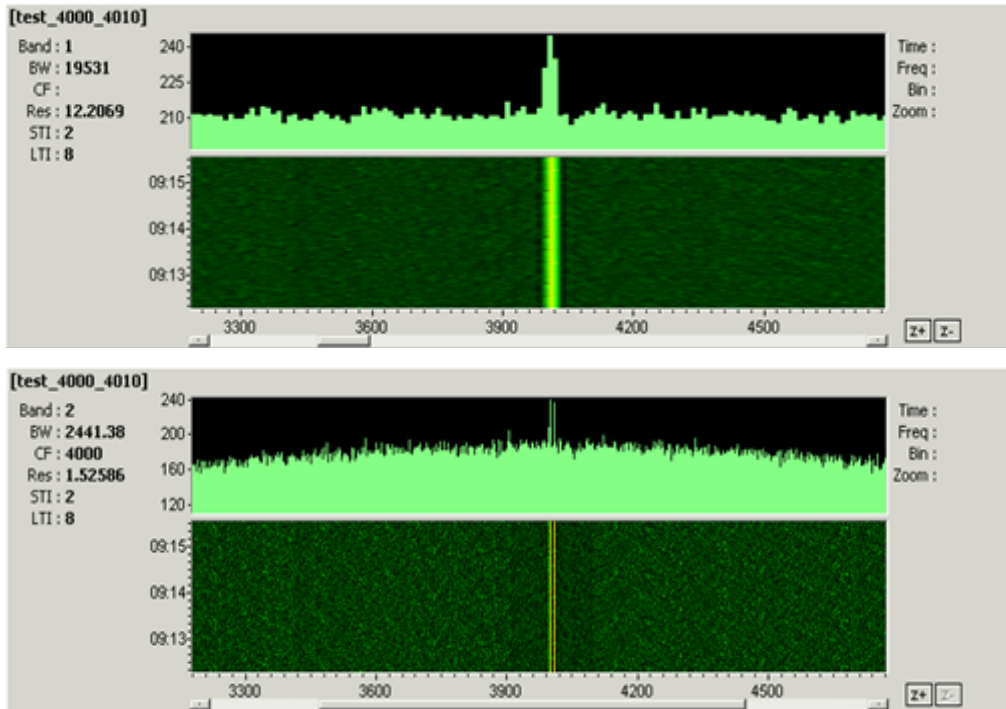 [test_4000_4010]
Band : 1
BW : 19531
CF :
Res : 12.2069
STI : 2
LTI : 8
240
225
210
Time :
Freq :
Bin :
Zoom :
09:15
09:14
09:13
3300 3600 3900 4200 4500
Z+ Z-
[test_4000_4010]
Band : 2
BW : 2441.38
CF : 4000
Res : 1.52586
STI : 2
LTI : 8
240
200
160
120
Time :
Freq :
Bin :
Zoom :
09:15
09:14
09:13
3300 3600 3900 4200 4500
Z+ Z-